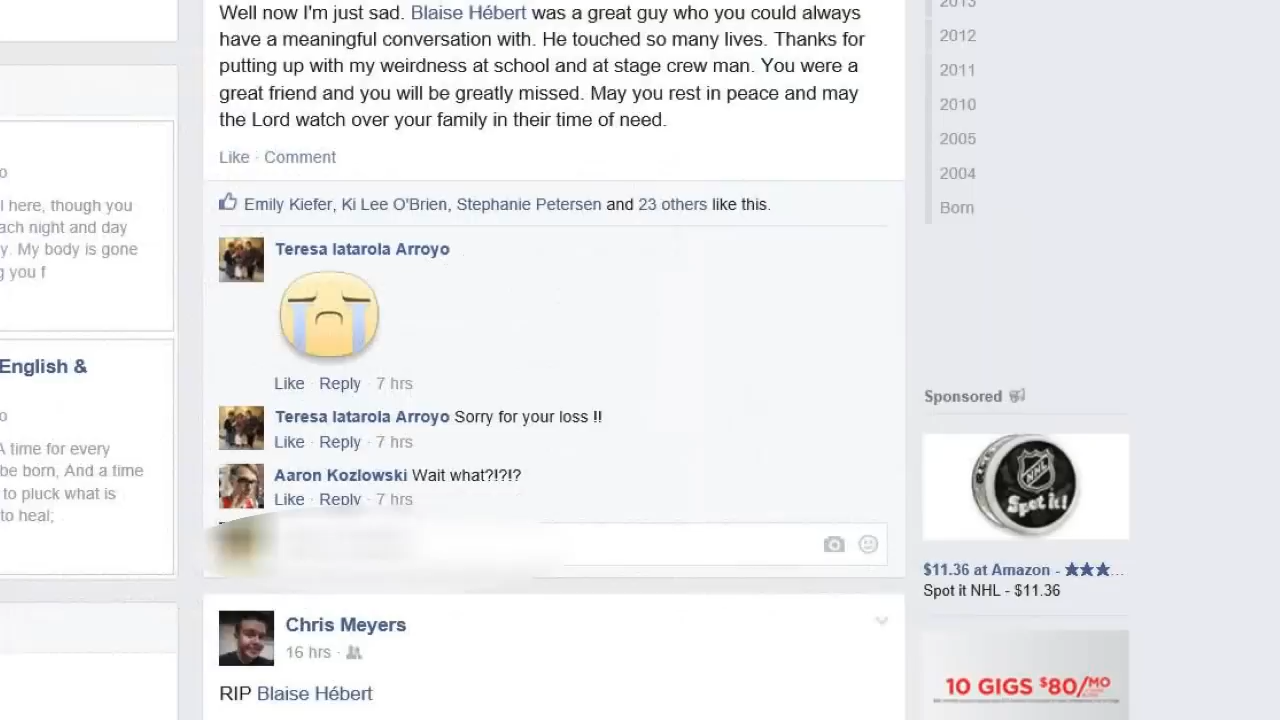 Well now I'm just sad. Blaise Hébert was a great guy who you could always
have a meaningful conversation with. He touched so many lives. Thanks for
putting up with my weirdness at school and at stage crew man. You were a
great friend and you will be greatly missed. May you rest in peace and may
the Lord watch over your family in their time of need.
Like · Comment
Emily Kiefer, Ki Lee O'Brien, Stephanie Petersen and 23 others like this.
Teresa Iatarola Arroyo
Like · Reply · 7 hrs
Teresa Iatarola Arroyo Sorry for your loss !!
Like · Reply · 7 hrs
Aaron Kozlowski Wait what?!?!?
Like · Reply · 7 hrs
Chris Meyers
16 hrs ·
RIP Blaise Hébert
o
l here, though you
ach night and day
y. My body is gone
g you f
English &
o
A time for every
be born, And a time
to pluck what is
to heal;
2013
2012
2011
2010
2005
2004
Born
Sponsored
NHL
Spot it!
$11.36 at Amazon - ★★★...
Spot it NHL - $11.36
10 GIGS $80/MO